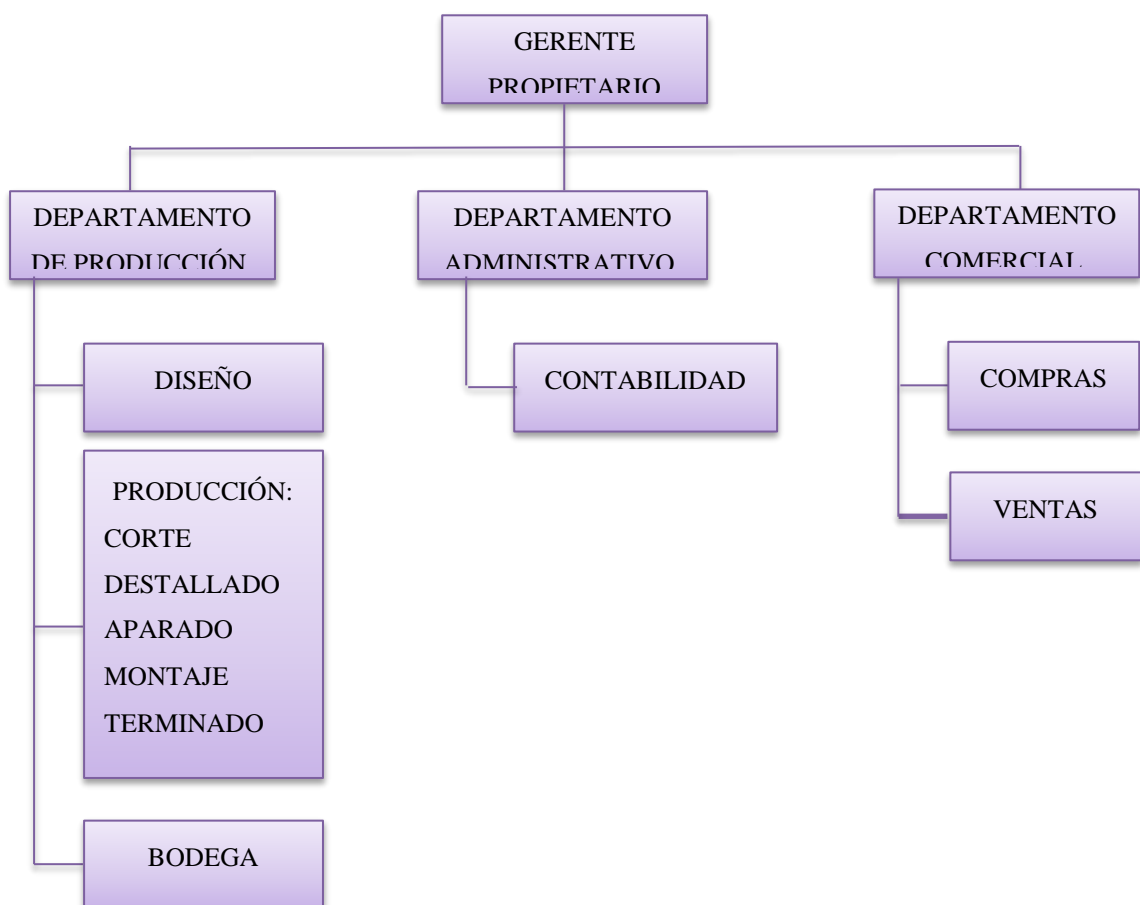 GERENTE
PROPIETARIO
DEPARTAMENTO
DE PRODUCCIÓN
DEPARTAMENTO
ADMINISTRATIVO
DEPARTAMENTO
COMERCIAL
DISEÑO
PRODUCCIÓN:
CORTE
DESTALLADO
APARADO
MONTAJE
TERMINADO
BODEGA
CONTABILIDAD
COMPRAS
VENTAS